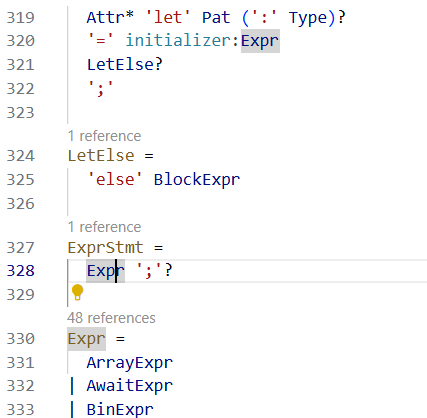 319 Attr* 'let' Pat (':' Type)?
320 '=' initializer:Expr
321 LetElse?
322 ';'
323
1 reference
324 LetElse =
325 'else' BlockExpr
326
1 reference
327 ExprStmt =
328 Expr ';'?
329
48 references
330 Expr =
331 ArrayExpr
332 | AwaitExpr
333 | BinExpr